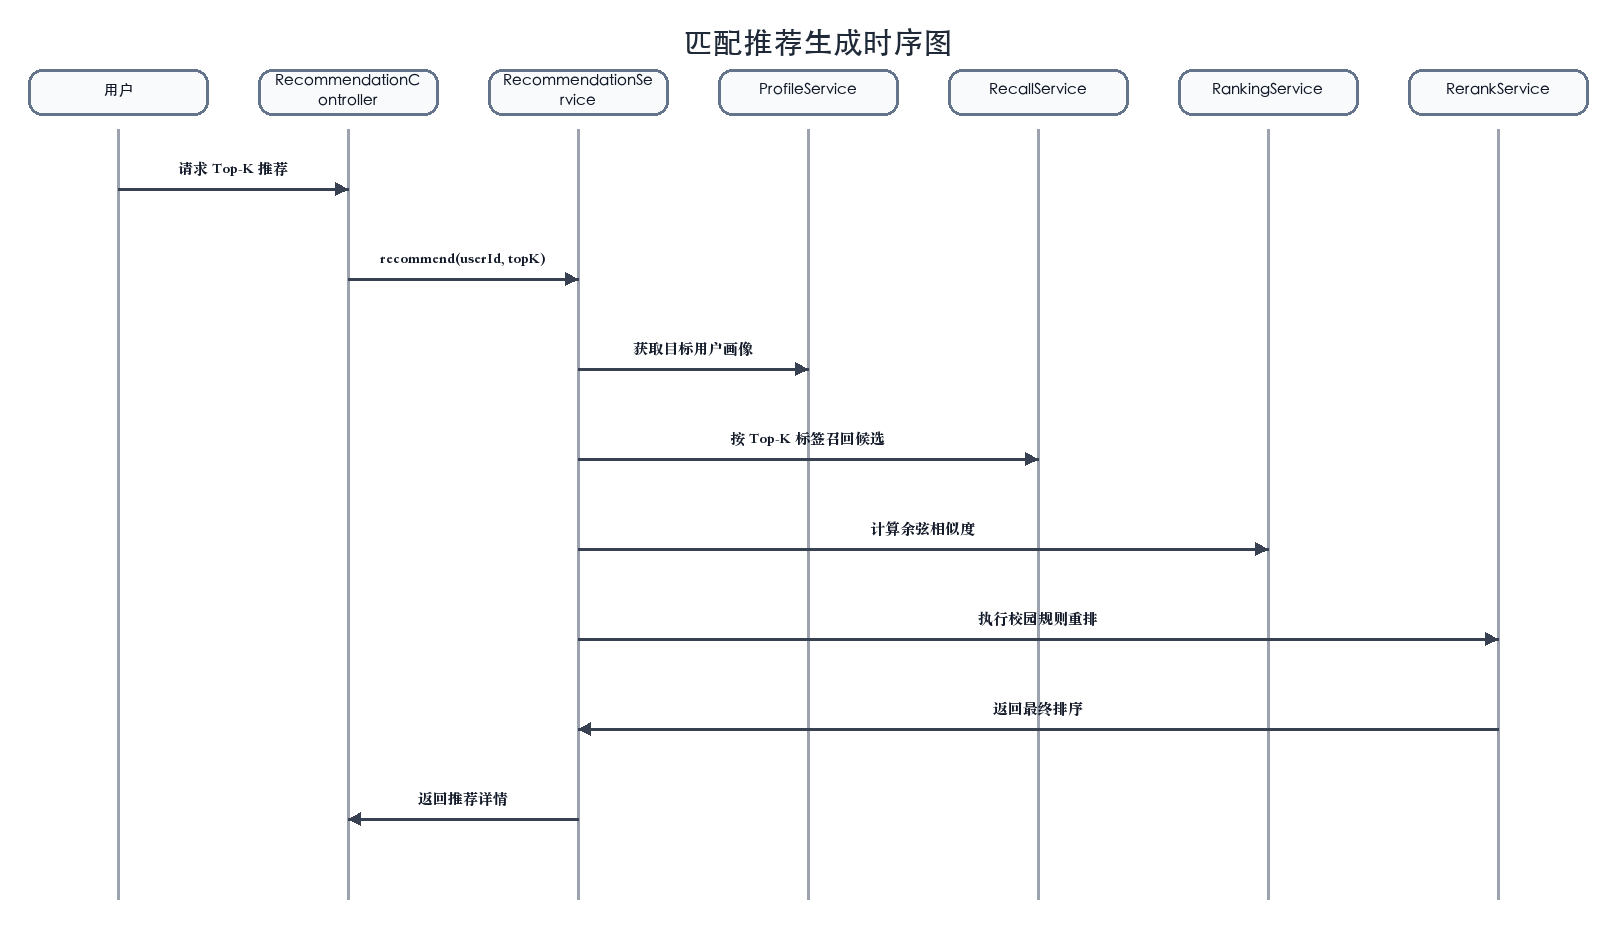 匹配推荐生成时序图
用户
RecommendationC
ontroller
RecommendationSe
rvice
ProfileService
RecallService
RankingService
RerankService
请求 Top-K 推荐
recommend(userId, topK)
获取目标用户画像
按 Top-K 标签召回候选
计算余弦相似度
执行校园规则重排
返回最终排序
返回推荐详情